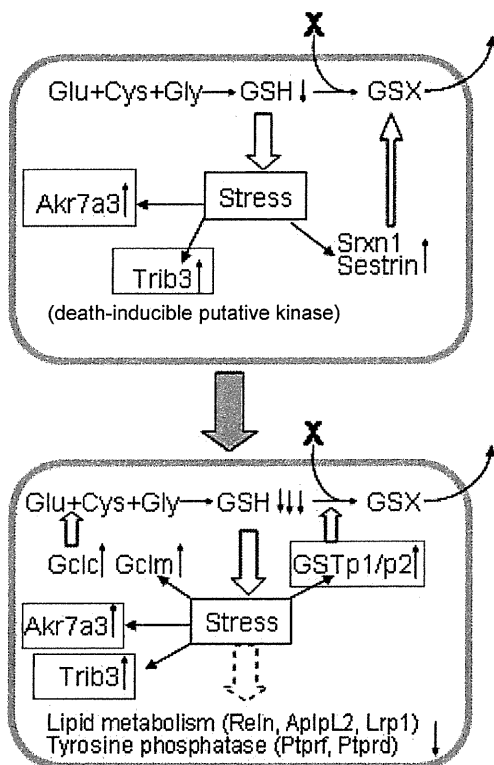 X
Glu+Cys+Gly→GSH↓→GSX
Stress
Akr7a3↑
Srxn1
Sestrin↑
Trib3↑
(death-inducible putative kinase)
X
Glu+Cys+Gly→GSH↓↓↓→GSX
Gclc↑ Gclm↑
GSTp1/p2↑
Akr7a3↑
Stress
Trib3↑
Lipid metabolism (Reln, AplpL2, Lrp1)
Tyrosine phosphatase (Ptprf, Ptprd) ↓